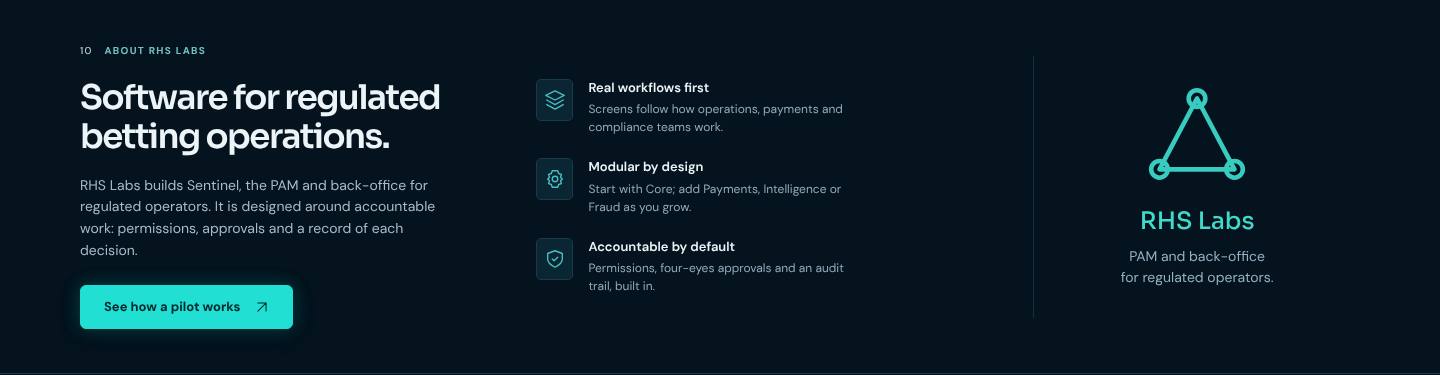 10 ABOUT RHS LABS
Software for regulated
betting operations.
RHS Labs builds Sentinel, the PAM and back-office for
regulated operators. It is designed around accountable
work: permissions, approvals and a record of each
decision.
See how a pilot works
Real workflows first
Screens follow how operations, payments and
compliance teams work.
Modular by design
Start with Core; add Payments, Intelligence or
Fraud as you grow.
Accountable by default
Permissions, four-eyes approvals and an audit
trail, built in.
RHS Labs
PAM and back-office
for regulated operators.